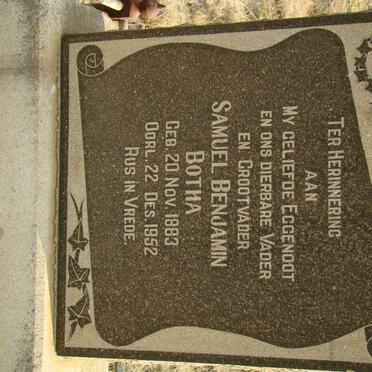 TER HERINNERING
AAN
MY GELIEFDE EGGENOOT
EN ONS DIERBARE VADER
EN GROOTVADER
SAMUEL BENJAMIN
BOTHA
GEB. 20 NOV. 1883
OORL. 22 DES. 1952
RUS IN VREDE.